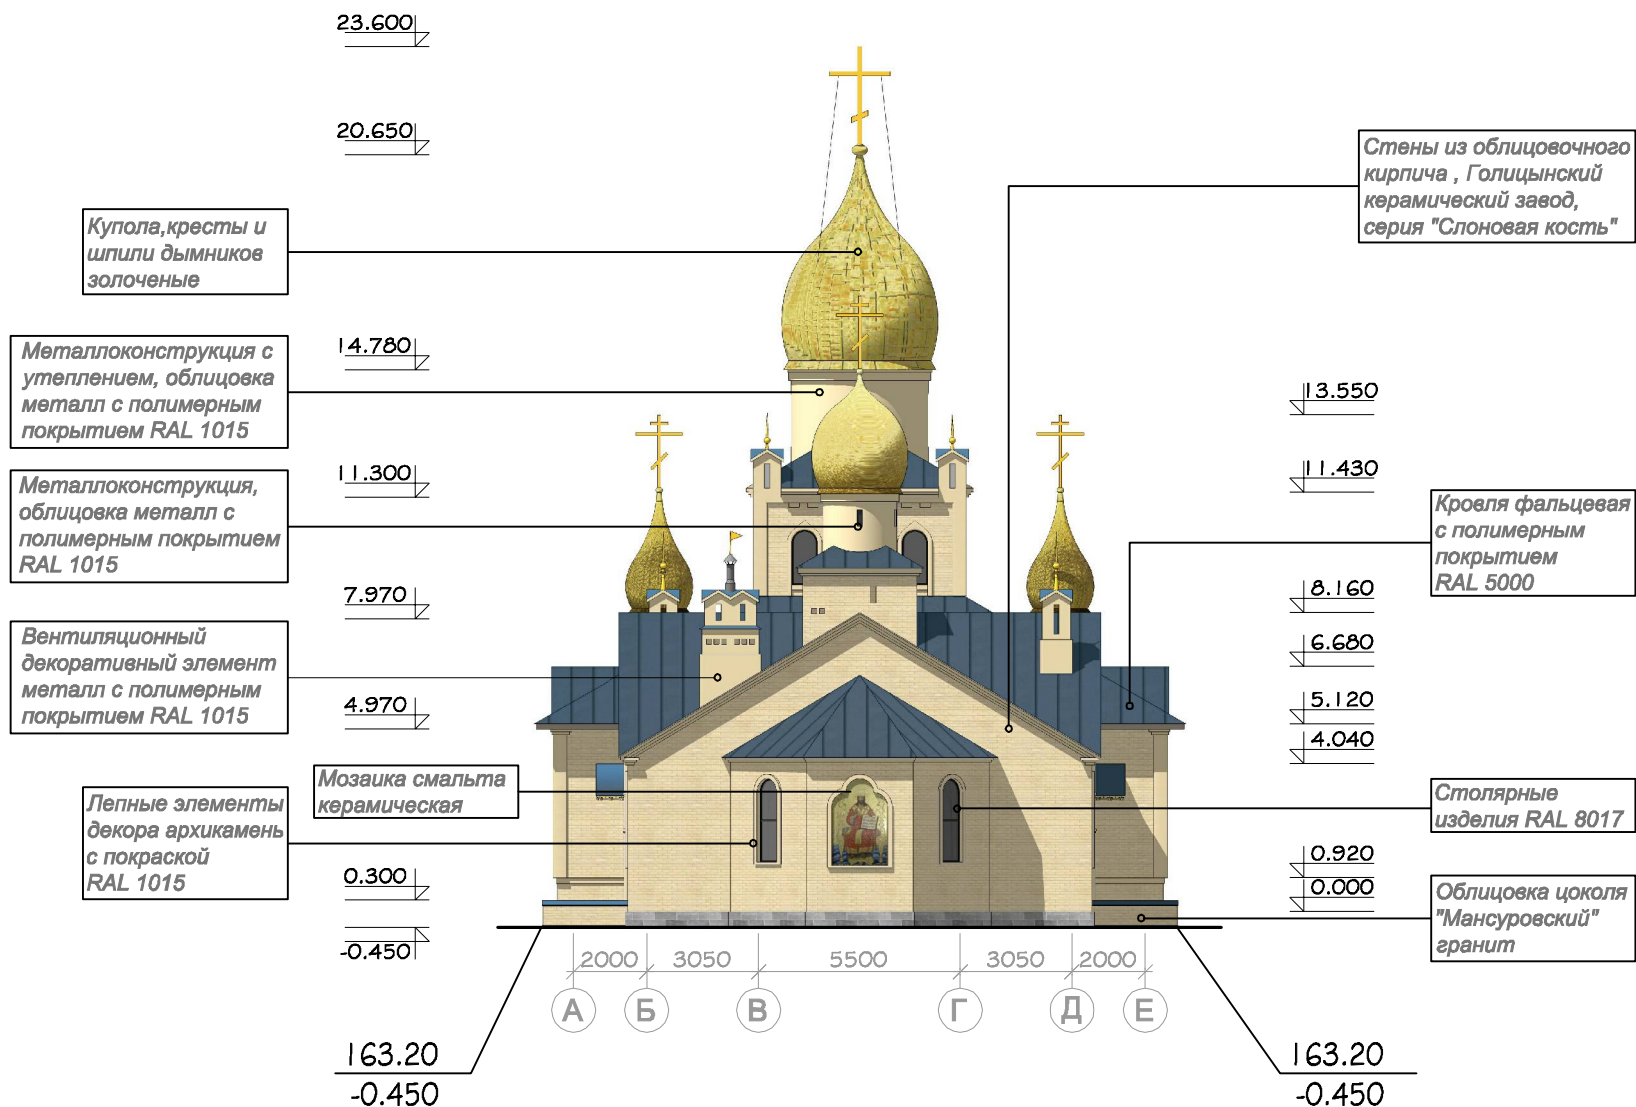 23.600
20.650
Купола,кресты и
шпили дымников
золоченые
14.780
Металлоконструкция с
утеплением, облицовка
металл с полимерным
покрытием RAL 1015
11.300
Металлоконструкция,
облицовка металл с
полимерным покрытием
RAL 1015
7.970
Вентиляционный
декоративный элемент
металл с полимерным
покрытием RAL 1015
4.970
Мозаика смальта
керамическая
Лепные элементы
декора архикамень
с покраской
RAL 1015
0.300
-0.450
Стены из облицовочного
кирпича , Голицынский
керамический завод,
серия "Слоновая кость"
13.550
11.430
Кровля фальцевая
с полимерным
покрытием
RAL 5000
8.160
6.680
5.120
4.040
Столярные
изделия RAL 8017
0.920
0.000
Облицовка цоколя
"Мансуровский"
гранит
2000 3050 5500 3050 2000
А Б В Г Д Е
163.20
-0.450
163.20
-0.450